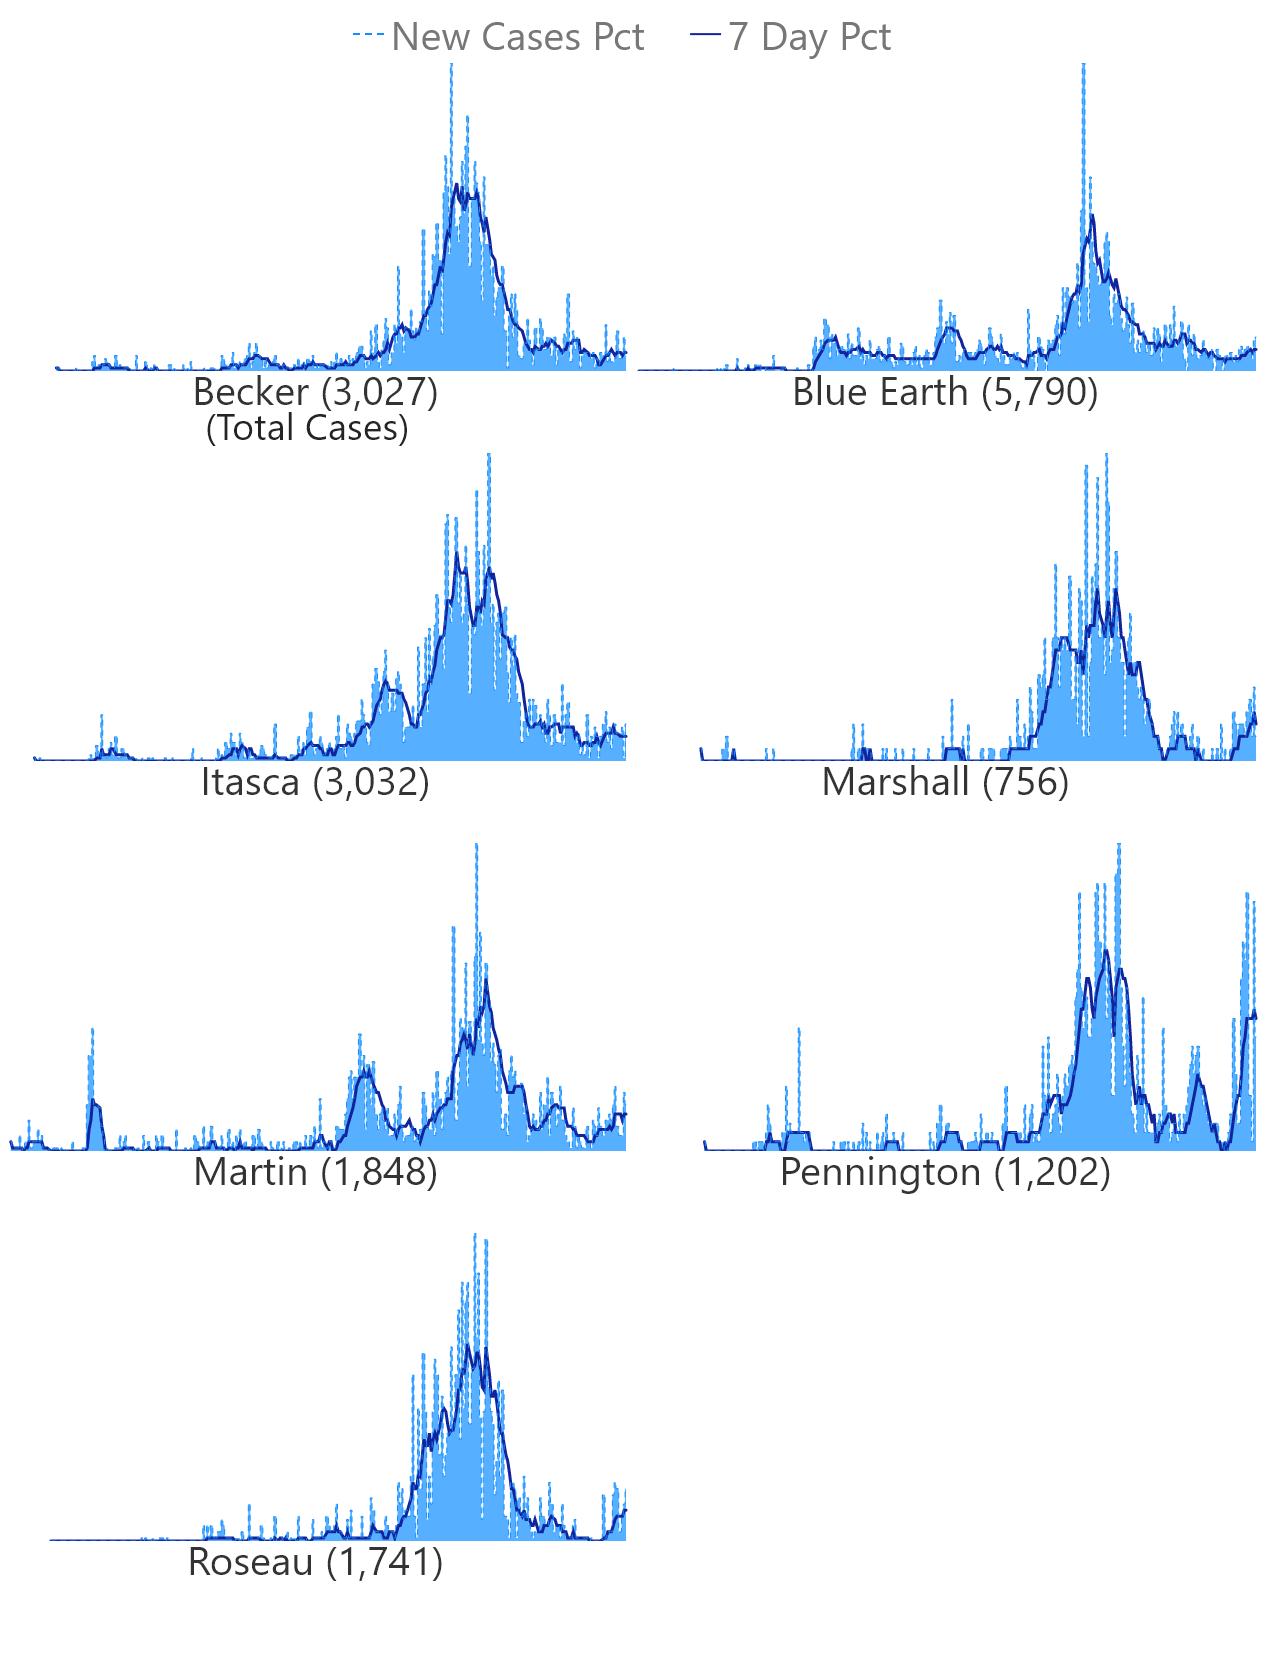 New Cases Pct 7 Day Pct
Becker (3,027) Blue Earth (5,790)
(Total Cases)
Itasca (3,032) Marshall (756)
Martin (1,848) Pennington (1,202)
Roseau (1,741)